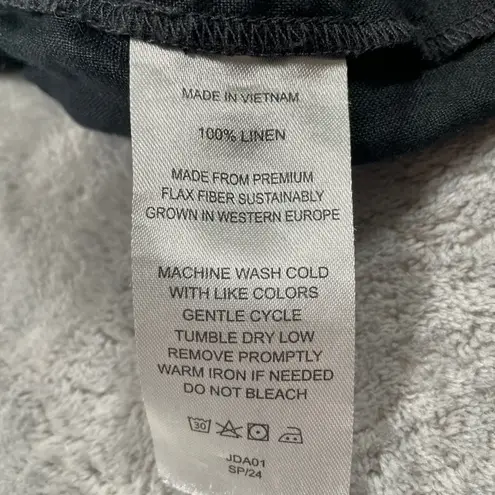 MADE IN VIETNAM
100% LINEN
MADE FROM PREMIUM
FLAX FIBER SUSTAINABLY
GROWN IN WESTERN EUROPE
MACHINE WASH COLD
WITH LIKE COLORS
GENTLE CYCLE
TUMBLE DRY LOW
REMOVE PROMPTLY
WARM IRON IF NEEDED
DO NOT BLEACH
30
JDA01
SP/24